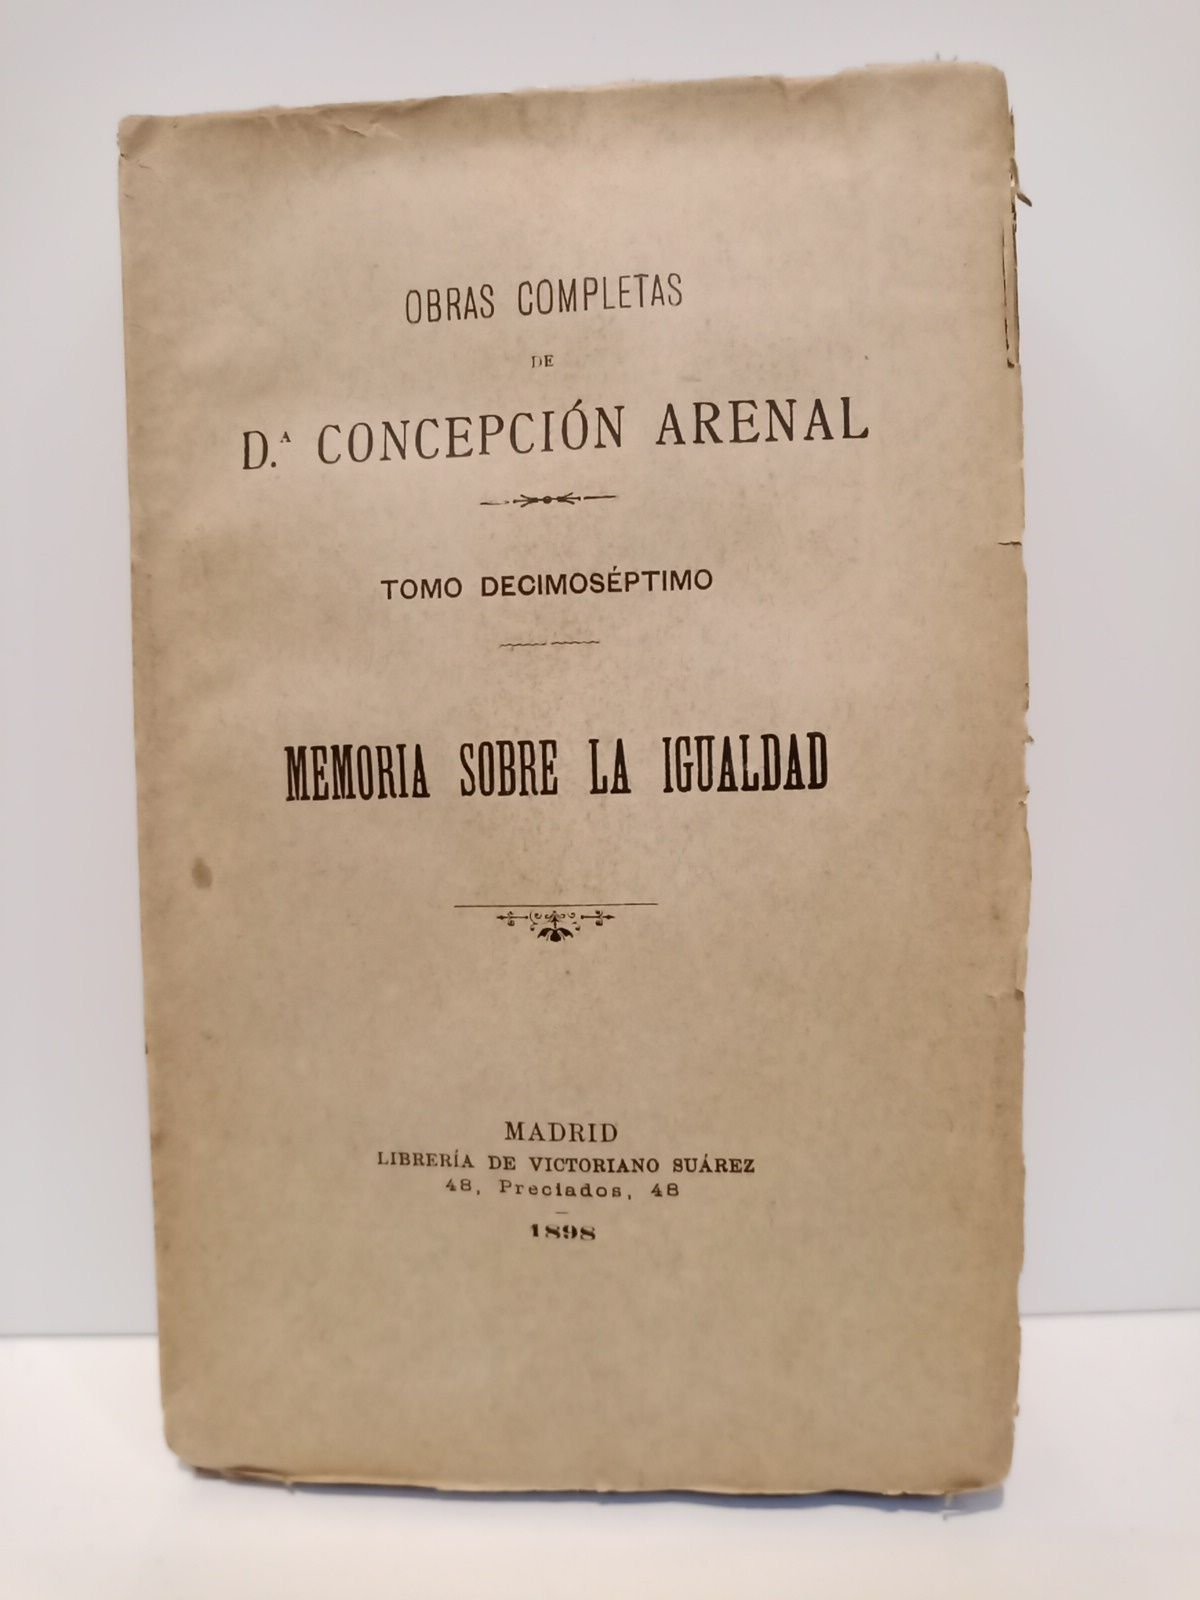 OBRAS COMPLETAS
DE
D.ᴬ CONCEPCIÓN ARENAL
TOMO DECIMOSÉPTIMO
MEMORIA SOBRE LA IGUALDAD
MADRID
LIBRERÍA DE VICTORIANO SUÁREZ
48, Preciados, 48
1898